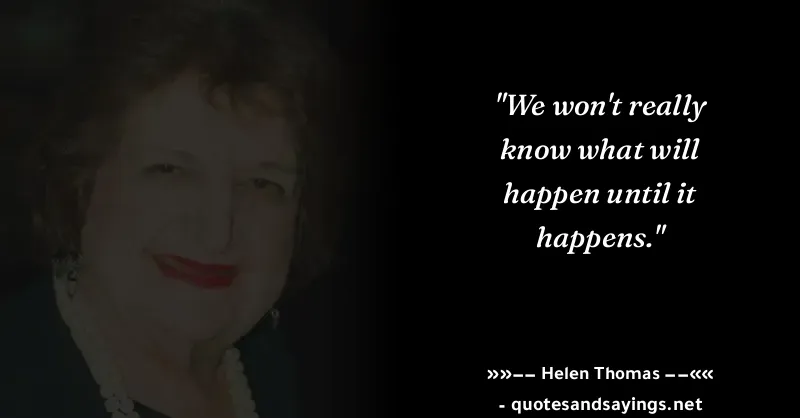 "We won't really
know what will
happen until it
happens."
»»–– Helen Thomas ––««
- quotesandsayings.net